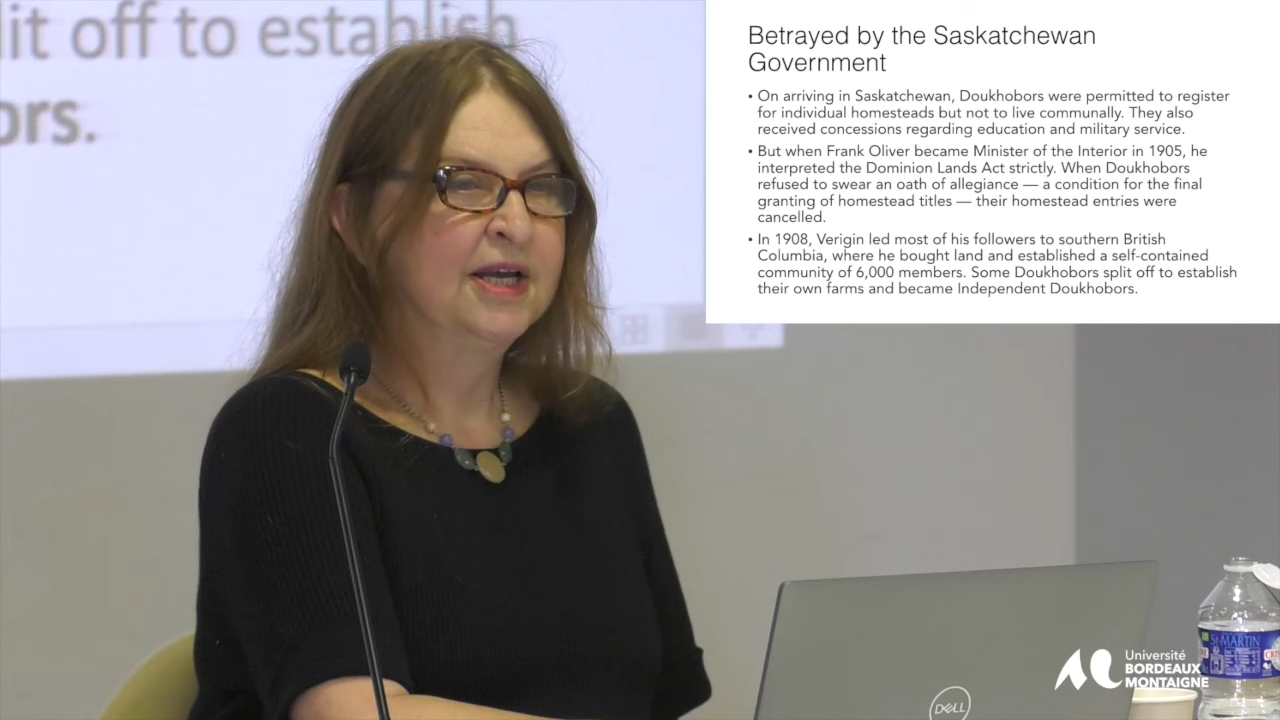 lit off to establish
ors.
Betrayed by the Saskatchewan
Government
• On arriving in Saskatchewan, Doukhobors were permitted to register
for individual homesteads but not to live communally. They also
received concessions regarding education and military service.
• But when Frank Oliver became Minister of the Interior in 1905, he
interpreted the Dominion Lands Act strictly. When Doukhobors
refused to swear an oath of allegiance — a condition for the final
granting of homestead titles — their homestead entries were
cancelled.
• In 1908, Verigin led most of his followers to southern British
Columbia, where he bought land and established a self-contained
community of 6,000 members. Some Doukhobors split off to establish
their own farms and became Independent Doukhobors.
DELL
ST-MARTIN
Université
BORDEAUX
MONTAIGNE